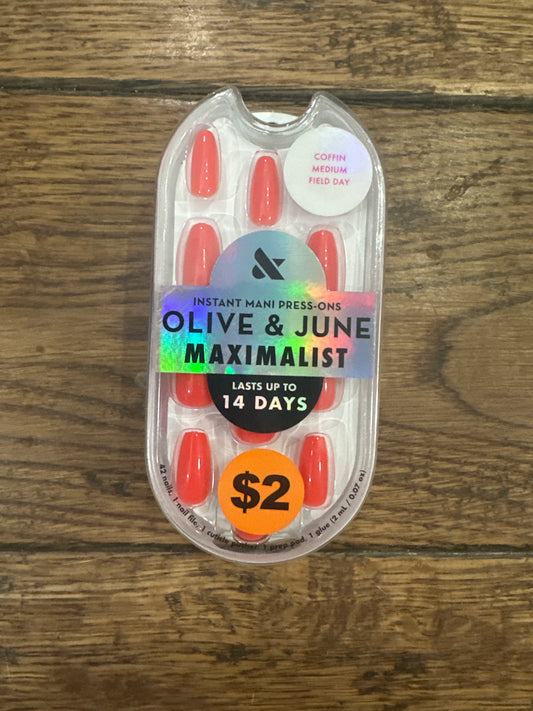 COFFIN
MEDIUM
FIELD DAY
&
INSTANT MANI PRESS-ONS
OLIVE & JUNE
MAXIMALIST
LASTS UP TO
14 DAYS
$2
42 nails, 1 nail file, 1 cuticle pusher, 1 prep pad, 1 glue (2 mL / 0.07 oz)